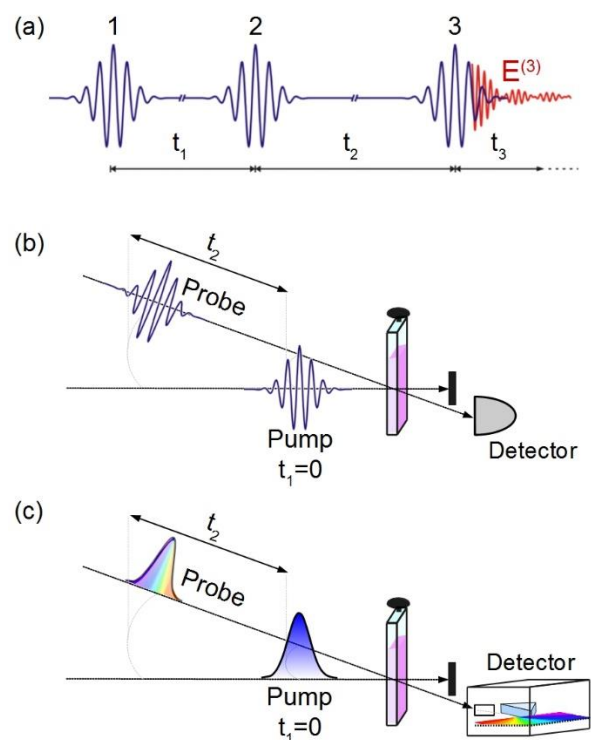 (a)
1 2 3
E⁽³⁾
t₁ t₂ t₃
(b)
t₂
Probe
Pump
t₁=0
Detector
(c)
t₂
Probe
Detector
Pump
t₁=0